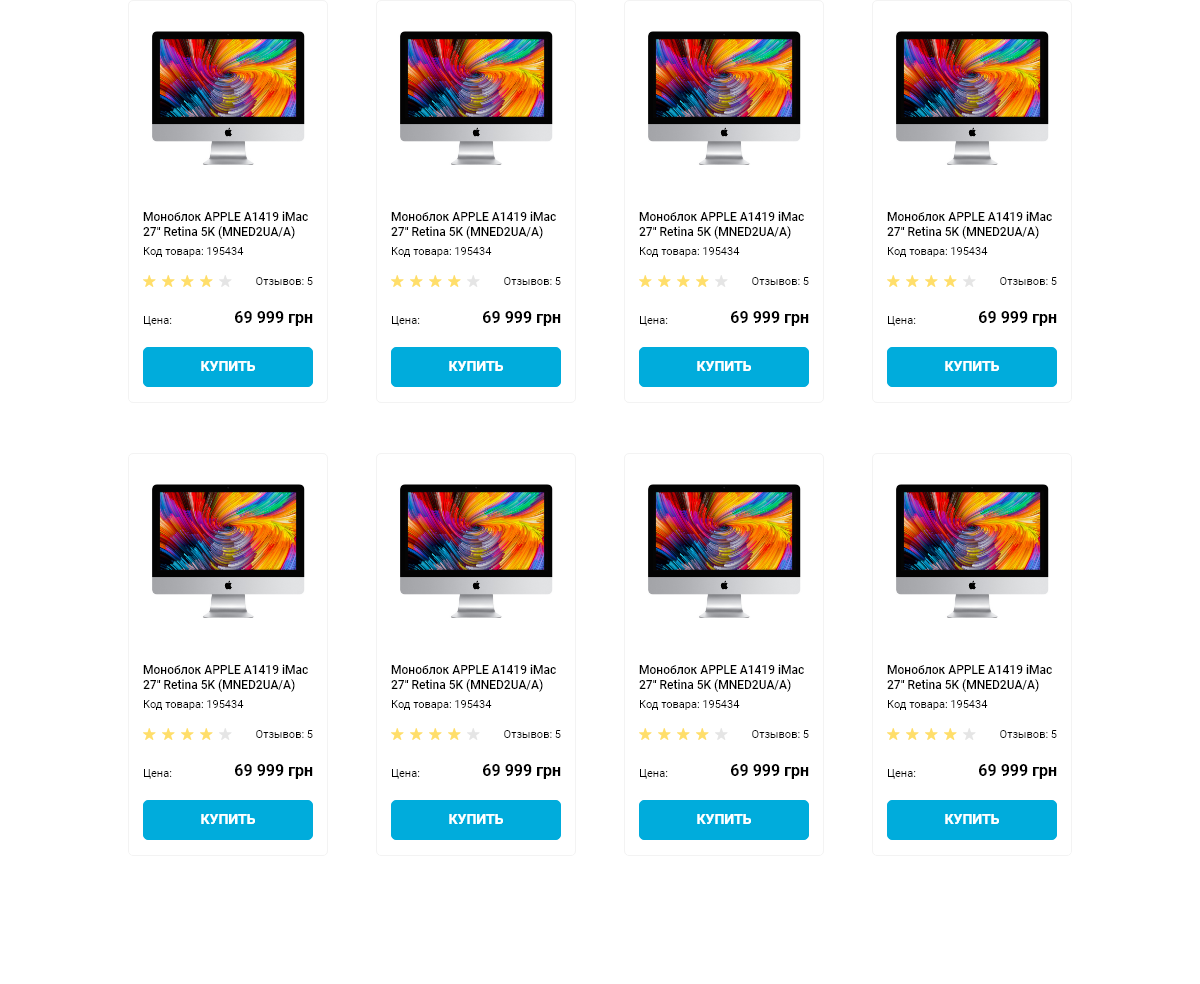 Моноблок APPLE A1419 iMac
27" Retina 5K (MNED2UA/A)
Код товара: 195434
Отзывов: 5
Цена: 69 999 грн
КУПИТЬ
Моноблок APPLE A1419 iMac
27" Retina 5K (MNED2UA/A)
Код товара: 195434
Отзывов: 5
Цена: 69 999 грн
КУПИТЬ
Моноблок APPLE A1419 iMac
27" Retina 5K (MNED2UA/A)
Код товара: 195434
Отзывов: 5
Цена: 69 999 грн
КУПИТЬ
Моноблок APPLE A1419 iMac
27" Retina 5K (MNED2UA/A)
Код товара: 195434
Отзывов: 5
Цена: 69 999 грн
КУПИТЬ
Моноблок APPLE A1419 iMac
27" Retina 5K (MNED2UA/A)
Код товара: 195434
Отзывов: 5
Цена: 69 999 грн
КУПИТЬ
Моноблок APPLE A1419 iMac
27" Retina 5K (MNED2UA/A)
Код товара: 195434
Отзывов: 5
Цена: 69 999 грн
КУПИТЬ
Моноблок APPLE A1419 iMac
27" Retina 5K (MNED2UA/A)
Код товара: 195434
Отзывов: 5
Цена: 69 999 грн
КУПИТЬ
Моноблок APPLE A1419 iMac
27" Retina 5K (MNED2UA/A)
Код товара: 195434
Отзывов: 5
Цена: 69 999 грн
КУПИТЬ